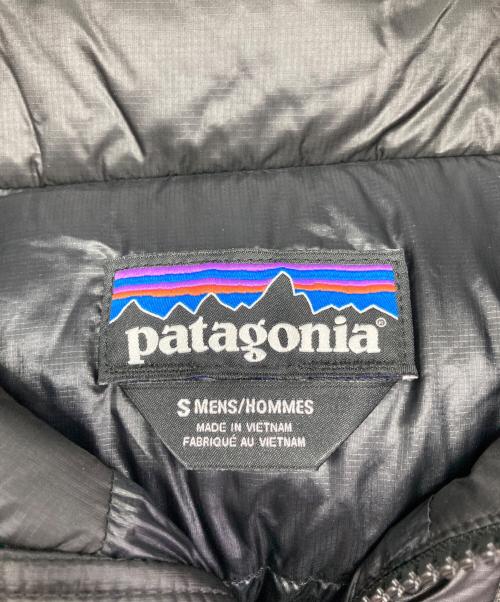 patagonia®
S MENS/HOMMES
MADE IN VIETNAM
FABRIQUÉ AU VIETNAM